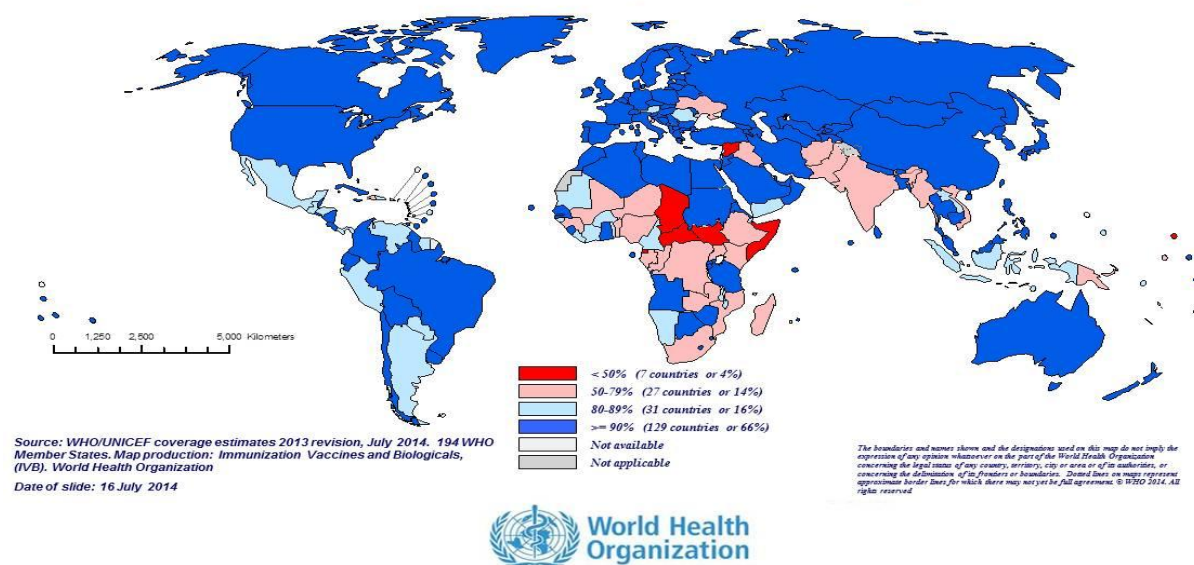 0 1,250 2,500 5,000 Kilometers
< 50% (7 countries or 4%)
50-79% (27 countries or 14%)
80-89% (31 countries or 16%)
>= 90% (129 countries or 66%)
Not available
Not applicable
Source: WHO/UNICEF coverage estimates 2013 revision, July 2014. 194 WHO
Member States. Map production: Immunization Vaccines and Biologicals,
(IVB). World Health Organization
Date of slide: 16 July 2014
The boundaries and names shown and the designations used on this map do not imply the
expression of any opinion whatsoever on the part of the World Health Organization
concerning the legal status of any country, territory, city or area or of its authorities, or
concerning the delimitation of its frontiers or boundaries. Dotted lines on maps represent
approximate border lines for which there may not yet be full agreement. © WHO 2014. All
rights reserved
World Health
Organization